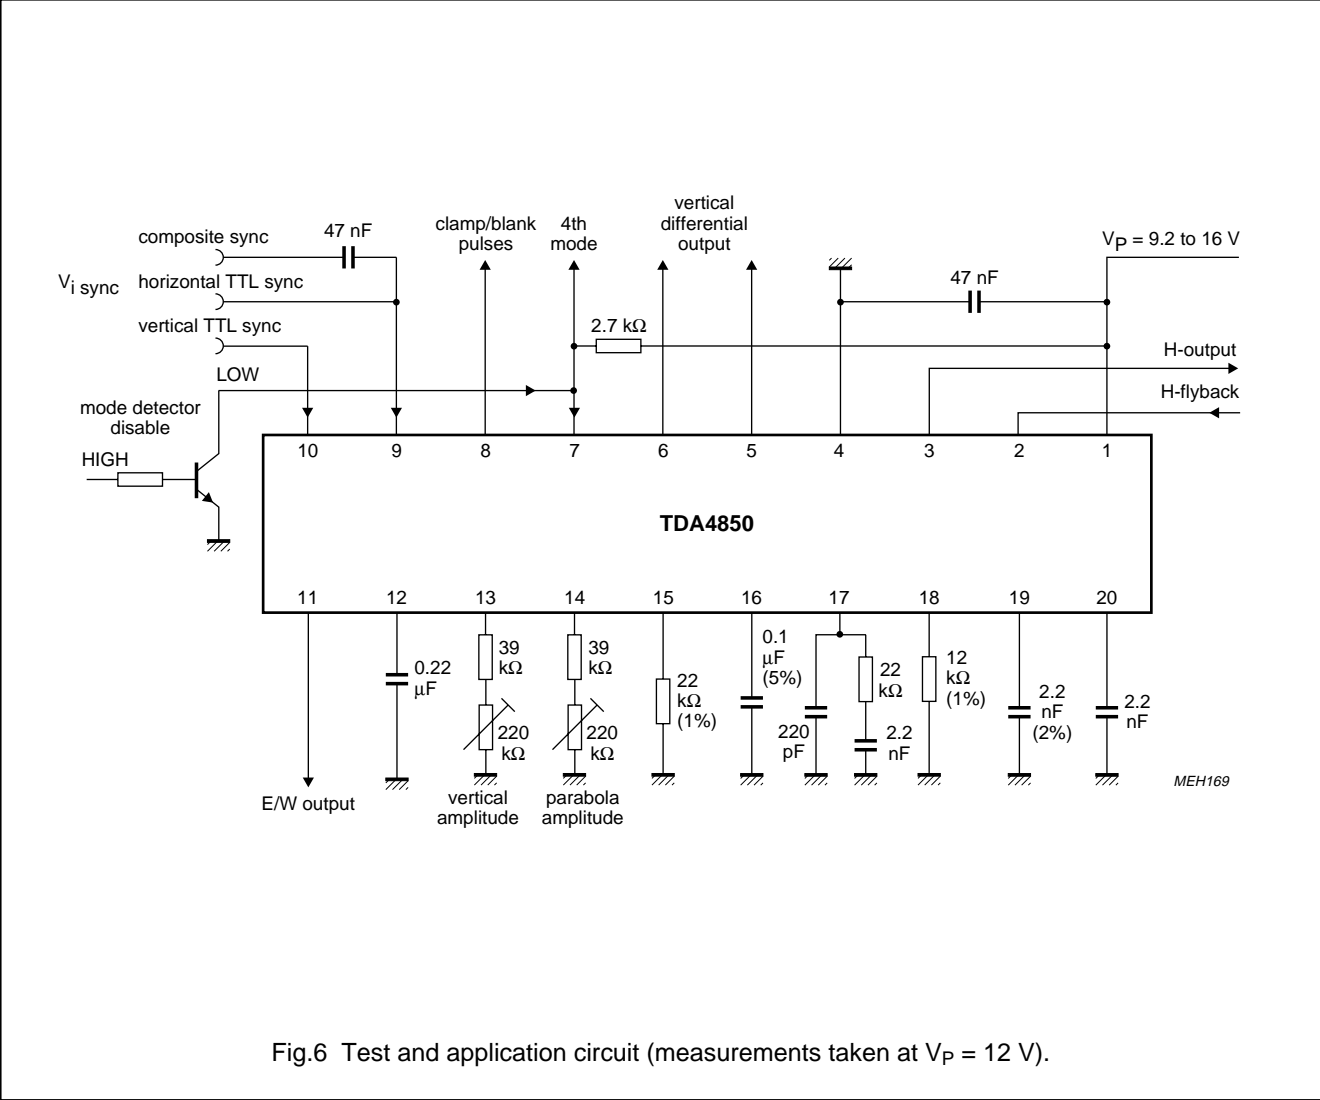 composite sync
47 nF
clamp/blank
pulses
4th
mode
vertical
differential
output
VP = 9.2 to 16 V
Vi sync
horizontal TTL sync
47 nF
vertical TTL sync
2.7 kΩ
H-output
LOW
H-flyback
mode detector
disable
HIGH
10 9 8 7 6 5 4 3 2 1
TDA4850
11 12 13 14 15 16 17 18 19 20
0.22
μF
39
kΩ
220
kΩ
39
kΩ
220
kΩ
22
kΩ
(1%)
0.1
μF
(5%)
220
pF
22
kΩ
2.2
nF
12
kΩ
(1%)
2.2
nF
(2%)
2.2
nF
E/W output
vertical
amplitude
parabola
amplitude
MEH169
Fig.6 Test and application circuit (measurements taken at VP = 12 V).